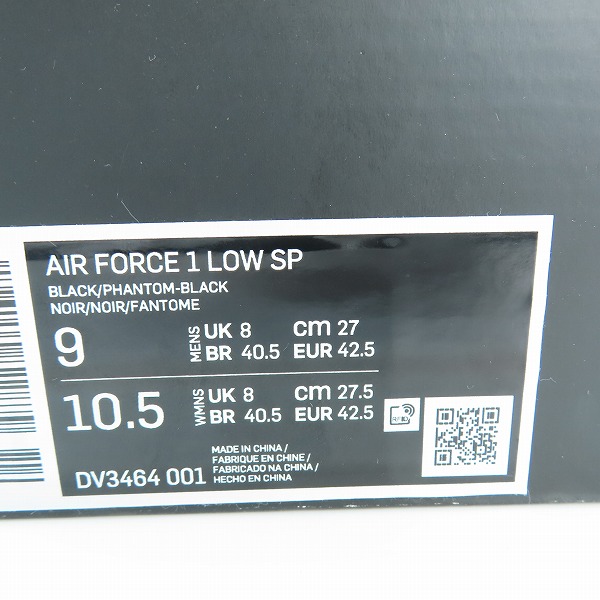 AIR FORCE 1 LOW SP
BLACK/PHANTOM-BLACK
NOIR/NOIR/FANTOME
9 MENS UK 8 cm 27
BR 40.5 EUR 42.5
10.5 WMNS UK 8 cm 27.5
BR 40.5 EUR 42.5
RFID
MADE IN CHINA /
FABRIQUE EN CHINE /
FABRICADO NA CHINA /
HECHO EN CHINA
DV3464 001